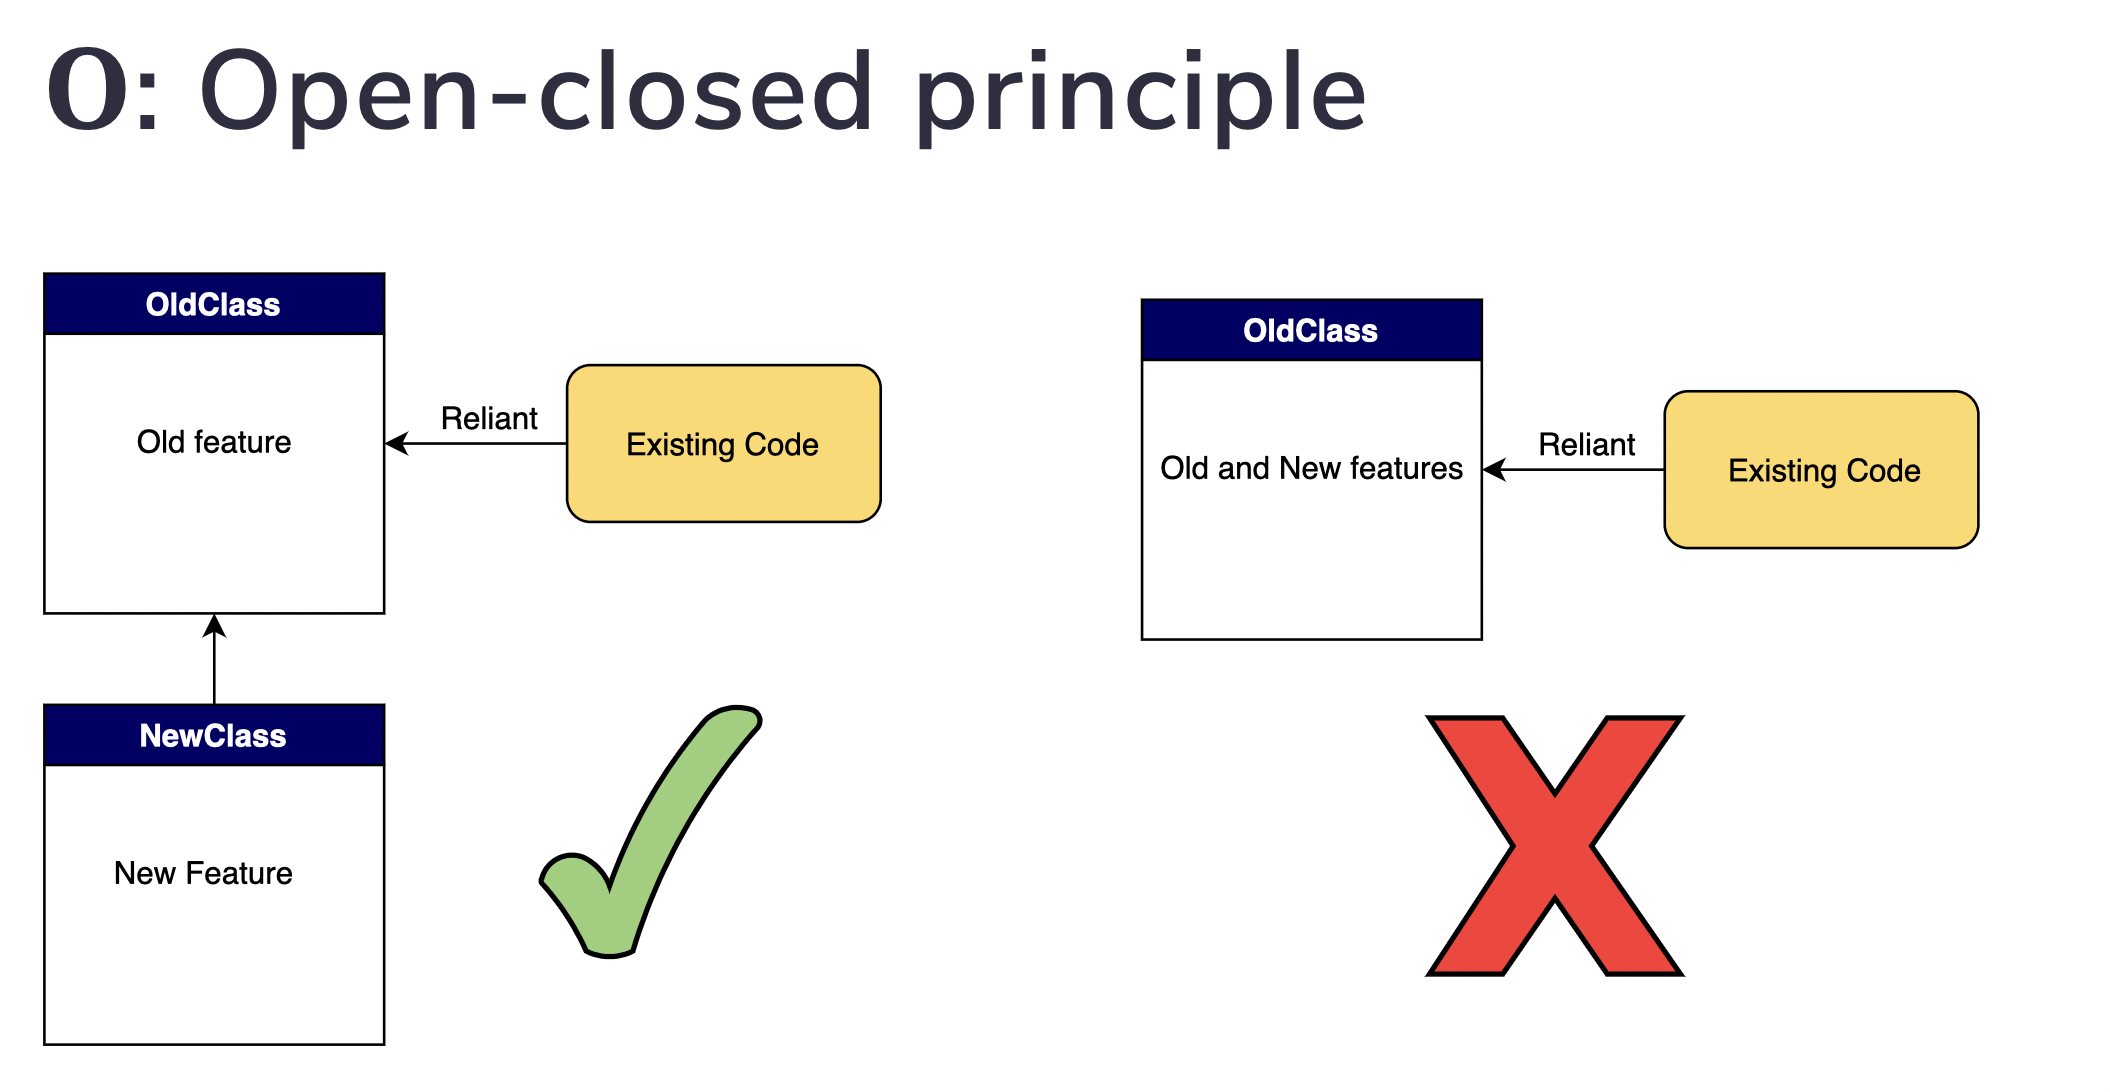 O: Open-closed principle
OldClass
Old feature
Reliant
Existing Code
NewClass
New Feature
OldClass
Old and New features
Reliant
Existing Code